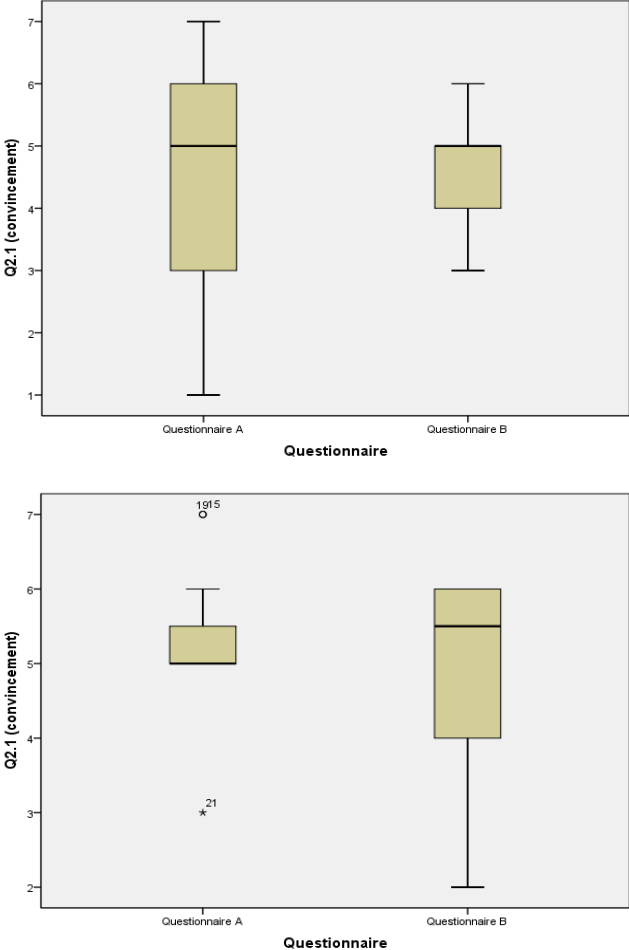 7
6
5
4
3
2
1
Q2.1 (convincement)
Questionnaire A
Questionnaire B
Questionnaire
1915
7
6
5
4
3
2
21
Q2.1 (convincement)
Questionnaire A
Questionnaire B
Questionnaire